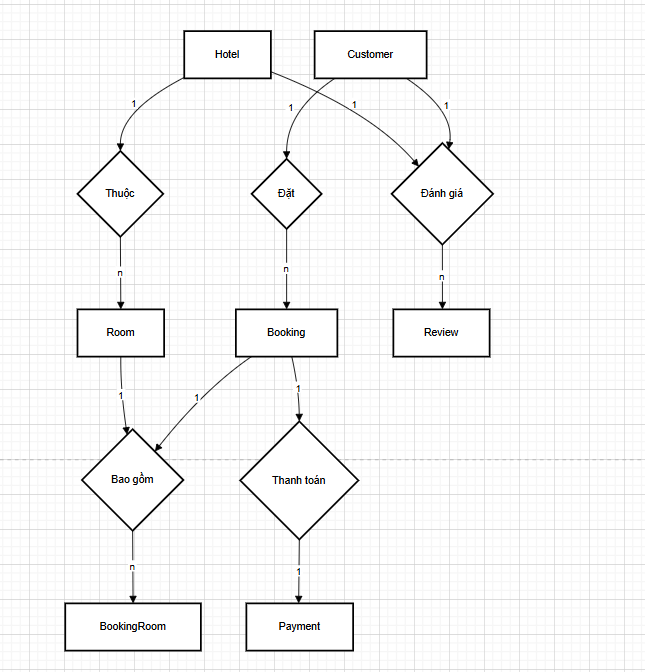 Hotel
Customer
1
1
1
1
Thuộc
Đặt
Đánh giá
n
n
n
Room
Booking
Review
1
1
1
Bao gồm
Thanh toán
n
1
BookingRoom
Payment